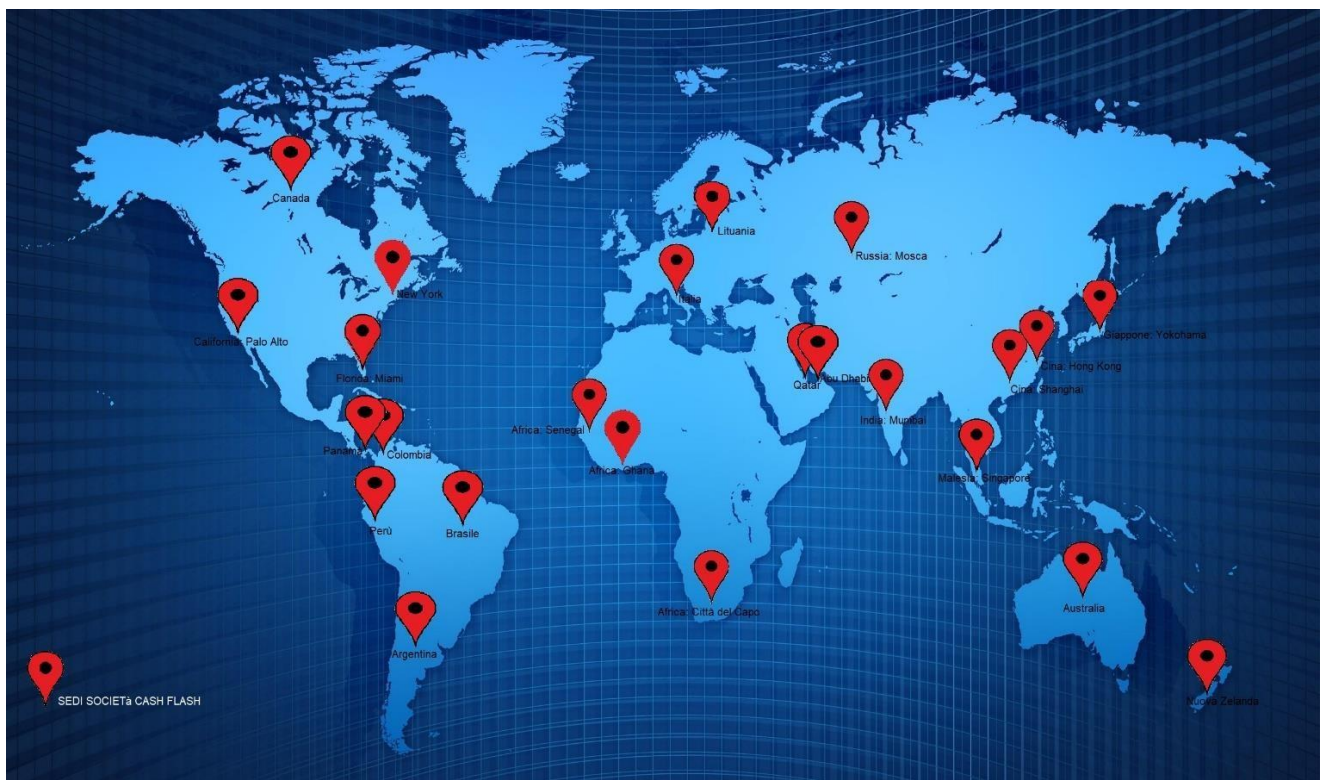 Canada
Lituania
Russia: Mosca
New York
Italia
California: Palo Alto
Giappone: Yokohama
Florida: Miami
Cina: Hong Kong
Qatar
Abu Dhabi
Cina: Shanghai
India: Mumbai
Africa: Senegal
Panama
Colombia
Africa: Ghana
Malesia: Singapore
Perù
Brasile
Africa: Città del Capo
Australia
Argentina
SEDI SOCIETà CASH FLASH
Nuova Zelanda